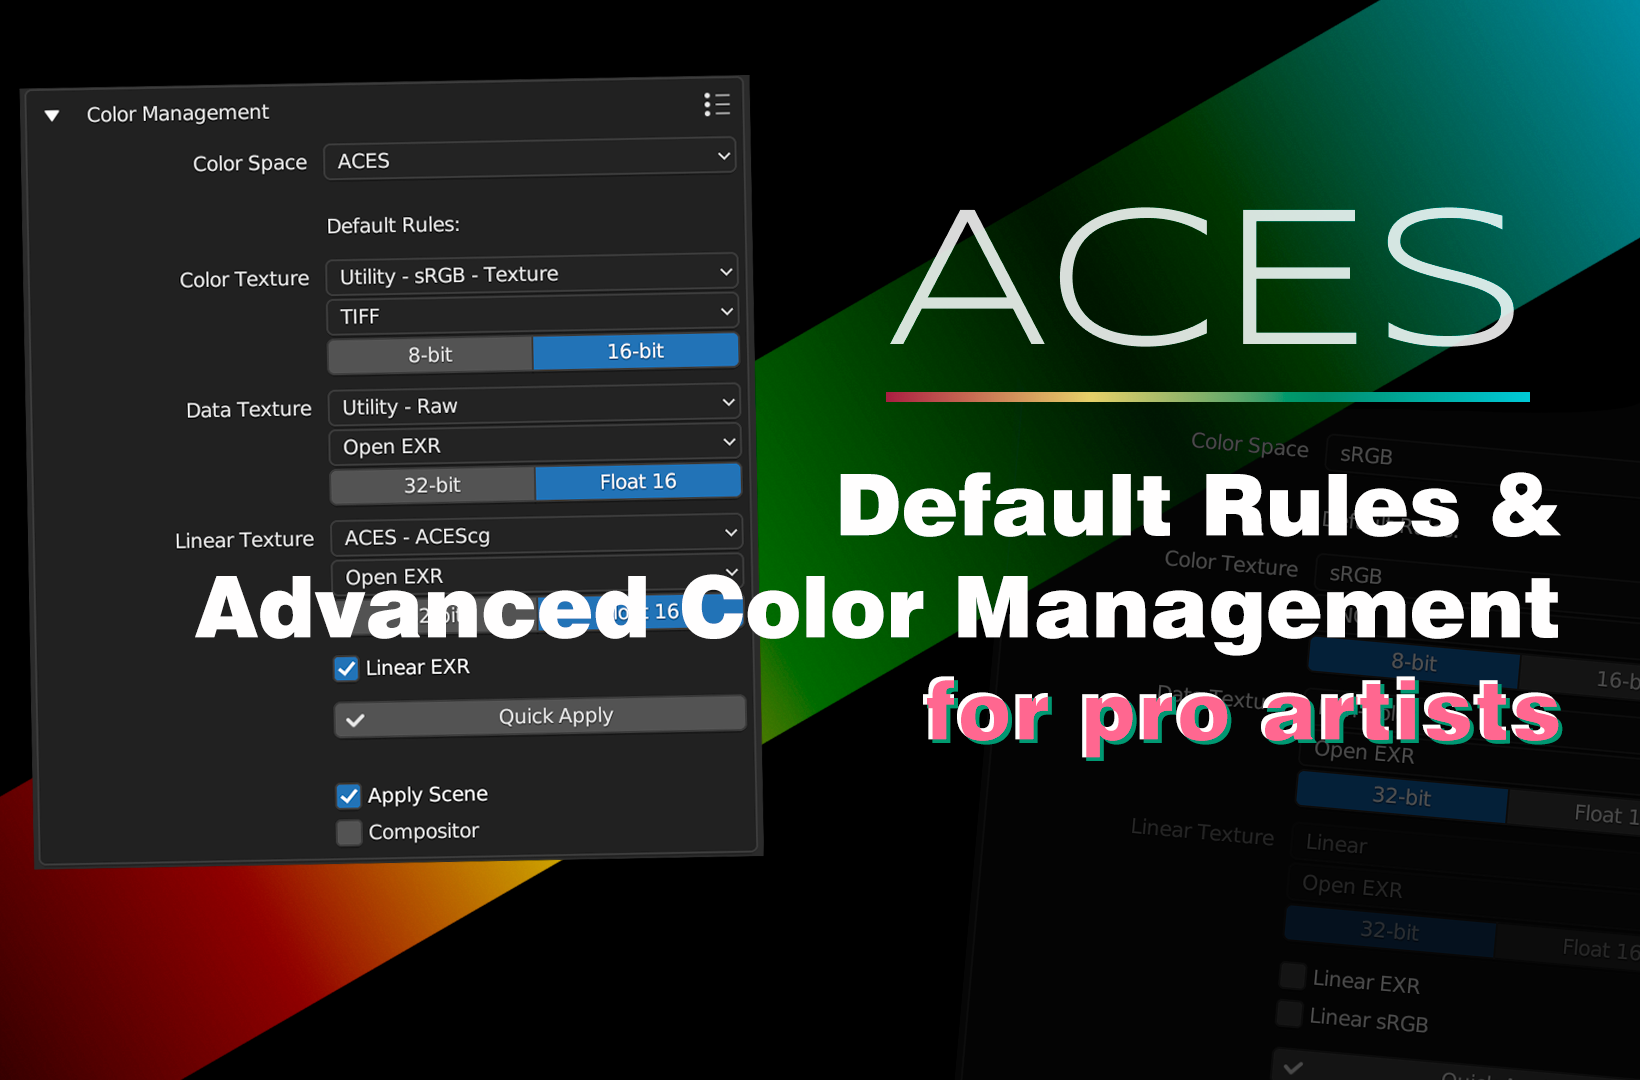 Color Management
Color Space ACES
Default Rules:
Color Texture Utility - sRGB - Texture
TIFF
8-bit 16-bit
Data Texture Utility - Raw
Open EXR
32-bit Float 16
Linear Texture ACES - ACEScg
Open EXR
Linear EXR
Quick Apply
Apply Scene
Compositor
ACES
Default Rules &
Advanced Color Management
for pro artists
Color Space sRGB
Color Texture sRGB
8-bit
Open EXR
32-bit Float
Linear Texture Linear
Open EXR
32-bit Float 16
Linear EXR
Linear sRGB